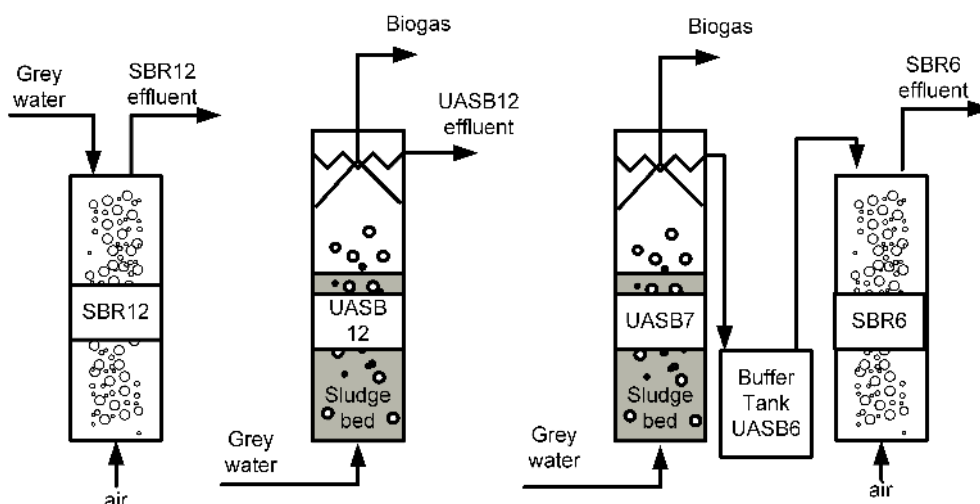 Grey
water
SBR12
effluent
SBR12
air
Biogas
UASB12
effluent
UASB
12
Sludge
bed
Grey
water
Biogas
UASB7
Sludge
bed
Grey
water
Buffer
Tank
UASB6
SBR6
effluent
SBR6
air